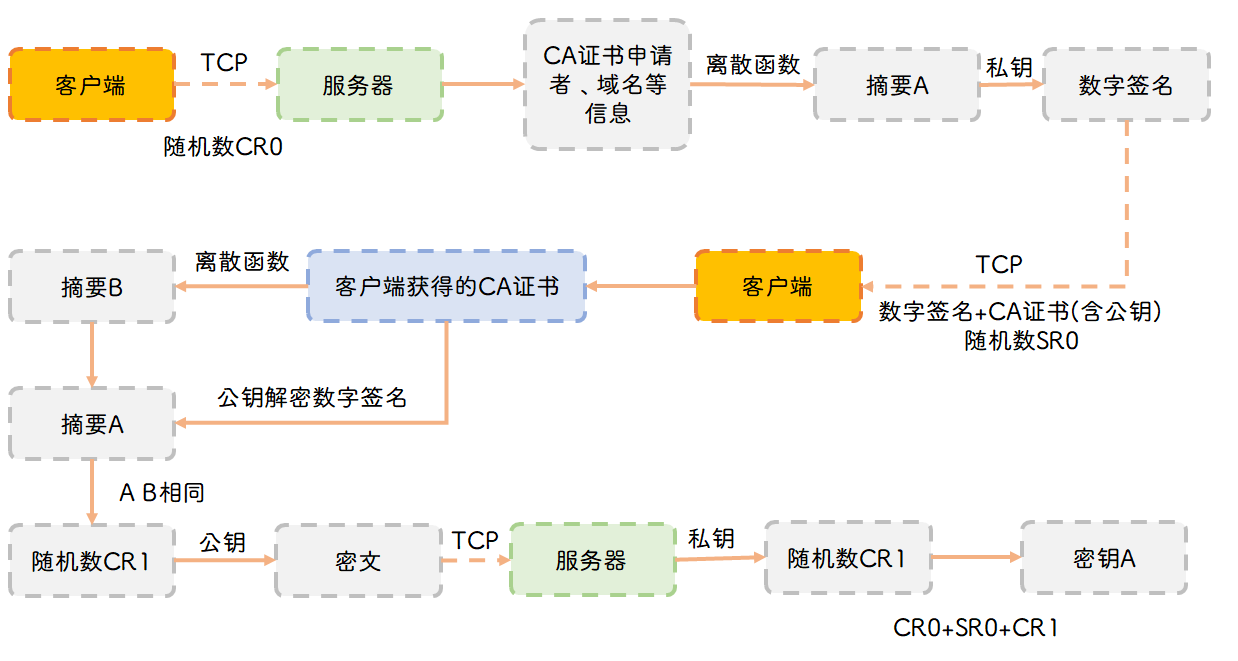 客户端
TCP
服务器
CA证书申请
者、域名等
信息
离散函数
摘要A
私钥
数字签名
随机数CR0
摘要B
离散函数
客户端获得的CA证书
客户端
TCP
数字签名+CA证书(含公钥)
随机数SR0
摘要A
公钥解密数字签名
A B相同
随机数CR1
公钥
密文
TCP
服务器
私钥
随机数CR1
密钥A
CR0+SR0+CR1